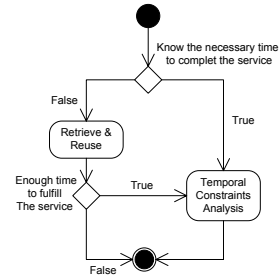 Know the necessary time
to complet the service
False
True
Retrieve &
Reuse
Enough time
to fulfill
The service
True
Temporal
Constraints
Analysis
False